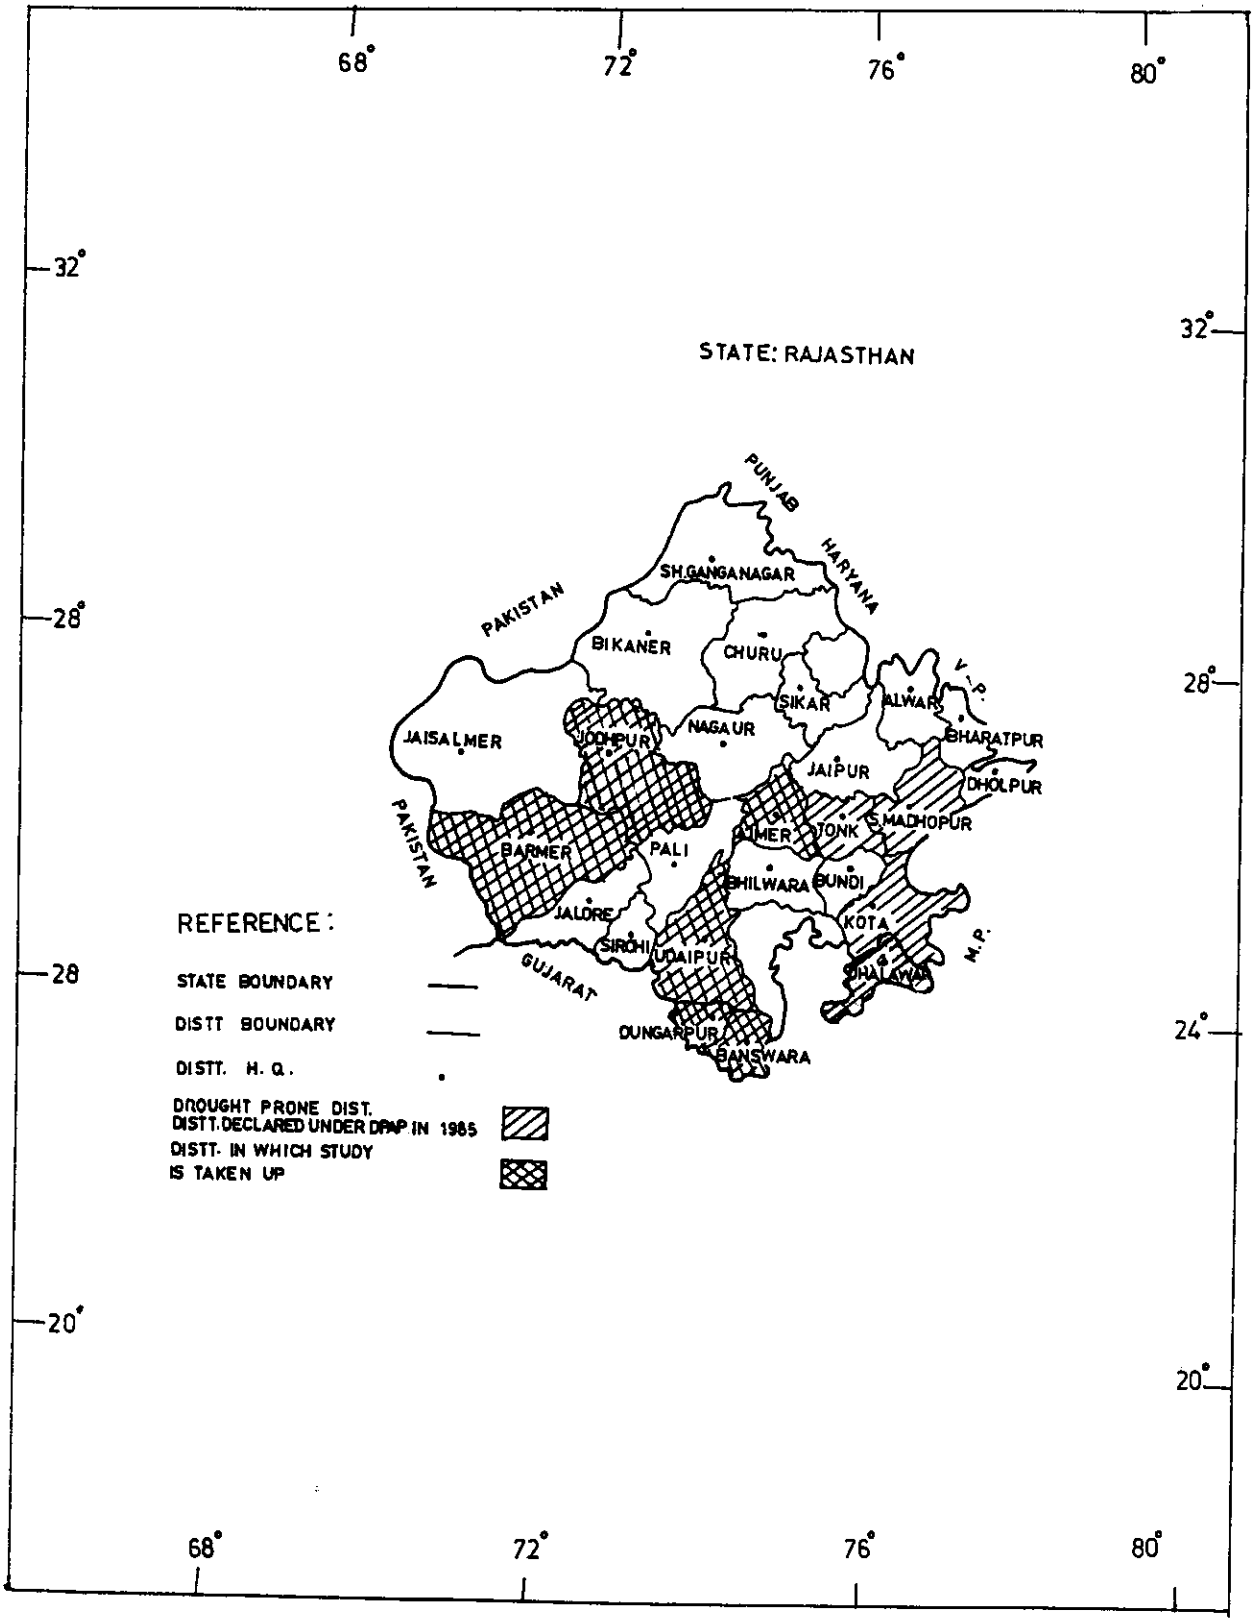 68° 72° 76° 80°
32°
32°
STATE: RAJASTHAN
PUNJAB
HARYANA
PAKISTAN
SH.GANGANAGAR
28°
BIKANER
CHURU
V-P.
28°
SIKAR
ALWAR
NAGAUR
JAISALMER
JODHPUR
BHARATPUR
JAIPUR
DHOLPUR
PAKISTAN
AJMER
TONK
S.MADHOPUR
BARMER
PALI
BHILWARA
BUNDI
JALORE
KOTA
REFERENCE:
SIROHI
UDAIPUR
M.P.
28
GUJARAT
JHALAWAR
STATE BOUNDARY
DISTT BOUNDARY
DUNGARPUR
24°
BANSWARA
DISTT. H. Q.
DROUGHT PRONE DIST.
DISTT.DECLARED UNDER DPAP IN 1985
DISTT. IN WHICH STUDY
IS TAKEN UP
20°
20°
68° 72° 76° 80°